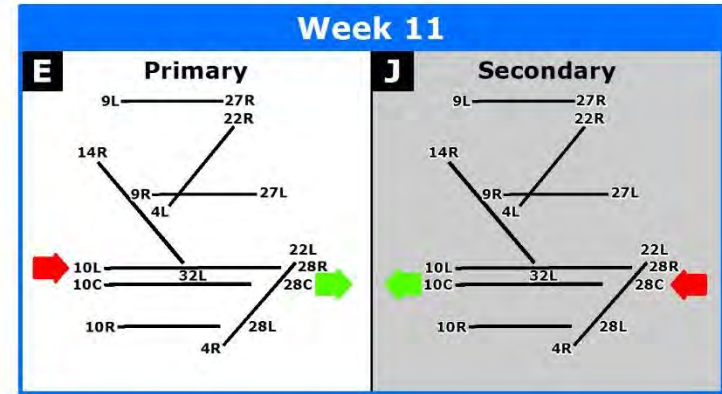 Week 11
E Primary
9L 27R
22R
14R
9R 27L
4L
22L
10L 28R
32L
10C 28C
10R 28L
4R
J Secondary
9L 27R
22R
14R
9R 27L
4L
22L
10L 28R
32L
10C 28C
10R 28L
4R